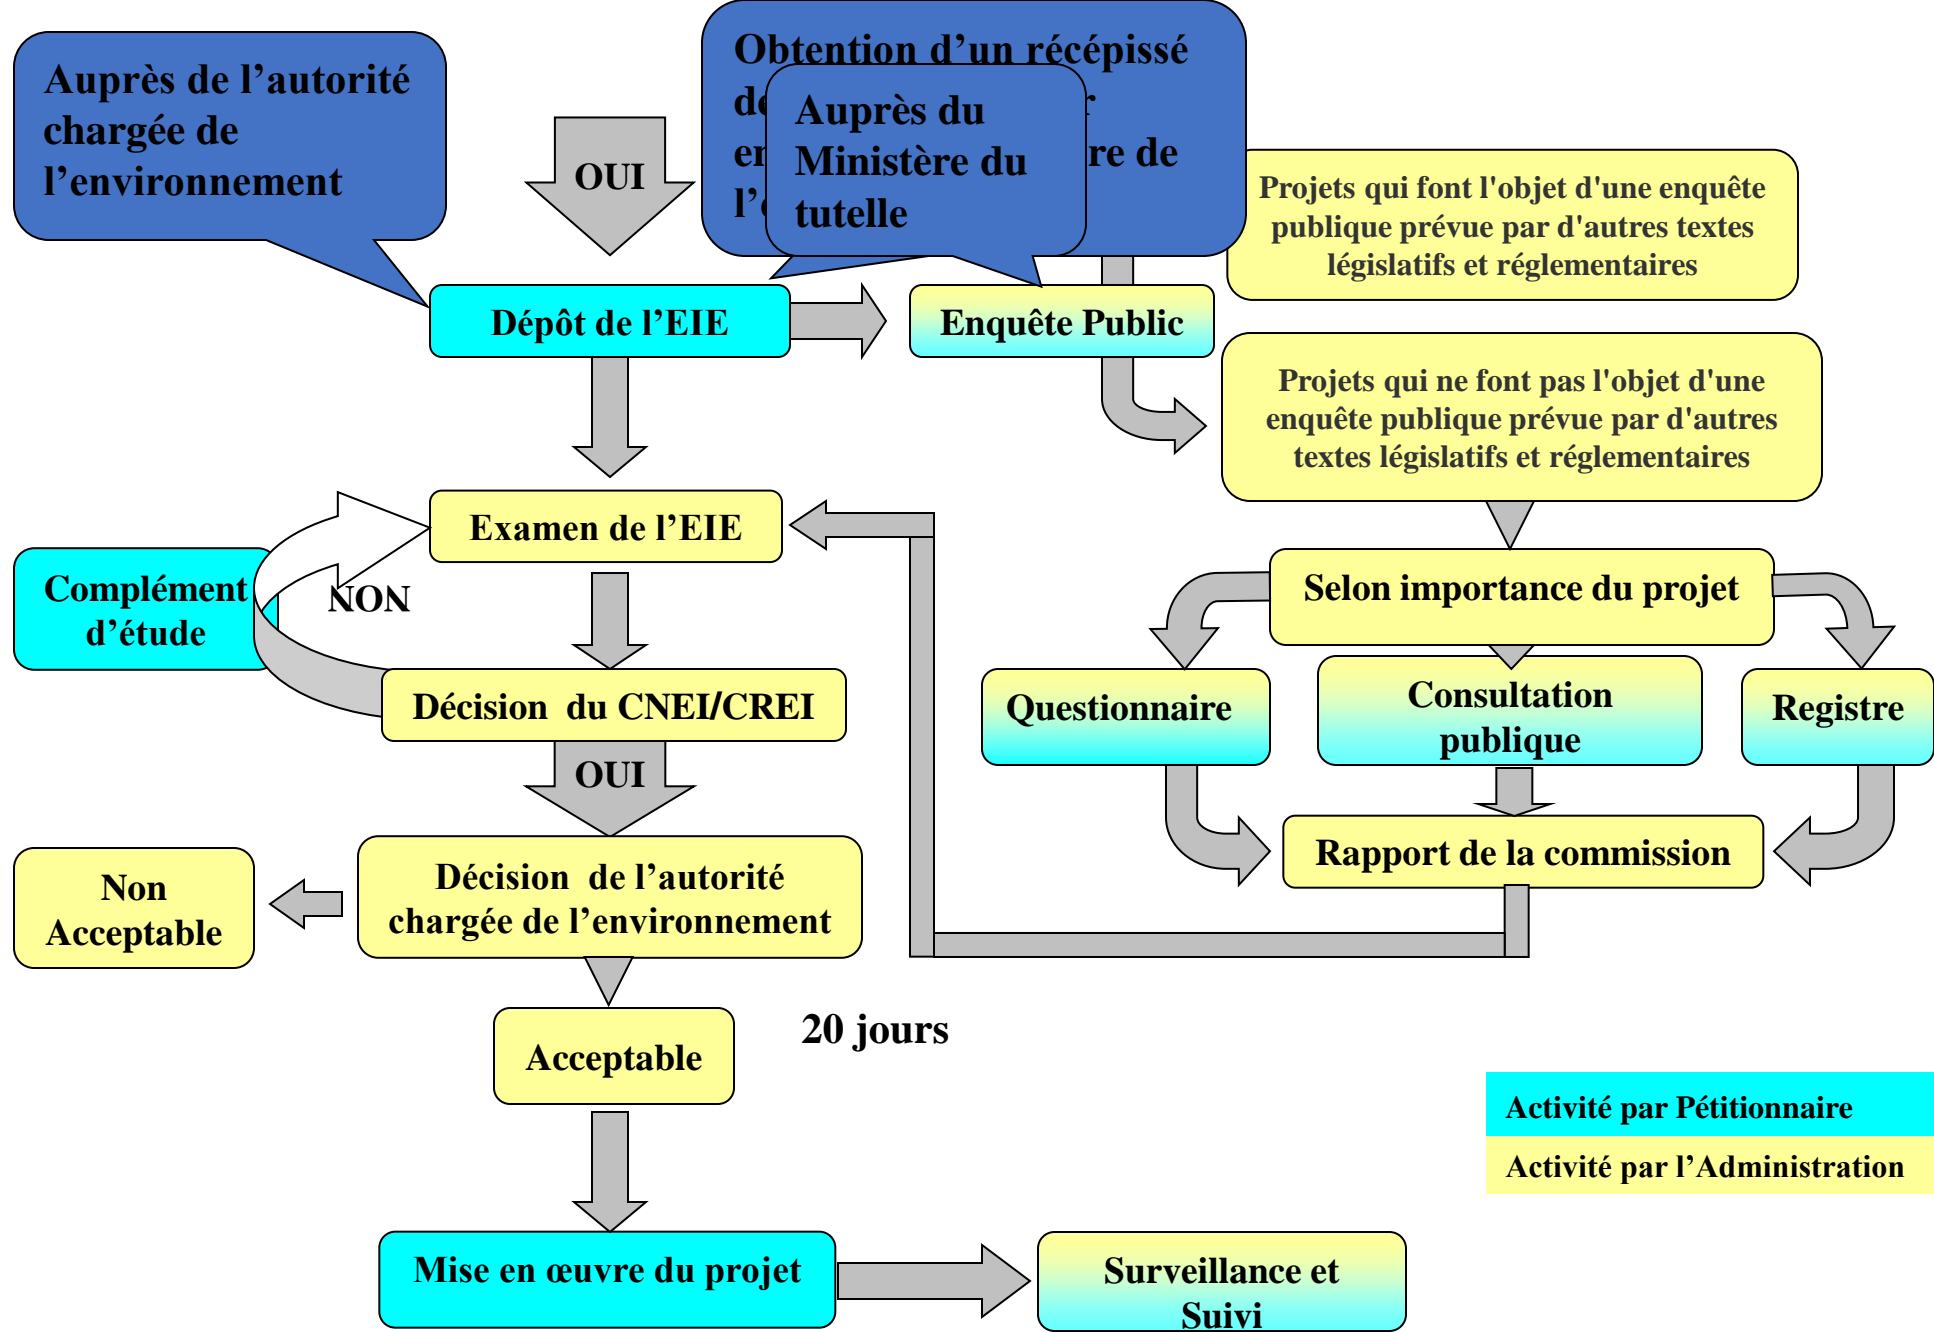 Auprès de l’autorité
chargée de
l’environnement
OUI
Obtention d’un récépissé
Auprès du
Ministère du
tutelle
re de
Projets qui font l'objet d'une enquête
publique prévue par d'autres textes
législatifs et réglementaires
Dépôt de l’EIE
Enquête Public
Projets qui ne font pas l'objet d'une
enquête publique prévue par d'autres
textes législatifs et réglementaires
Examen de l’EIE
Complément
d’étude
NON
Selon importance du projet
Décision du CNEI/CREI
Questionnaire
Consultation
publique
Registre
OUI
Rapport de la commission
Non
Acceptable
Décision de l’autorité
chargée de l’environnement
Acceptable
20 jours
Activité par Pétitionnaire
Activité par l’Administration
Mise en œuvre du projet
Surveillance et
Suivi